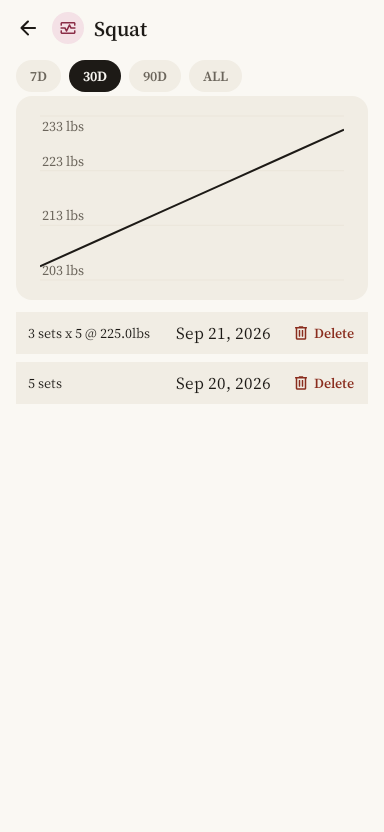 Squat
7D 30D 90D ALL
233 lbs
223 lbs
213 lbs
203 lbs
3 sets x 5 @ 225.0lbs Sep 21, 2026 Delete
5 sets Sep 20, 2026 Delete